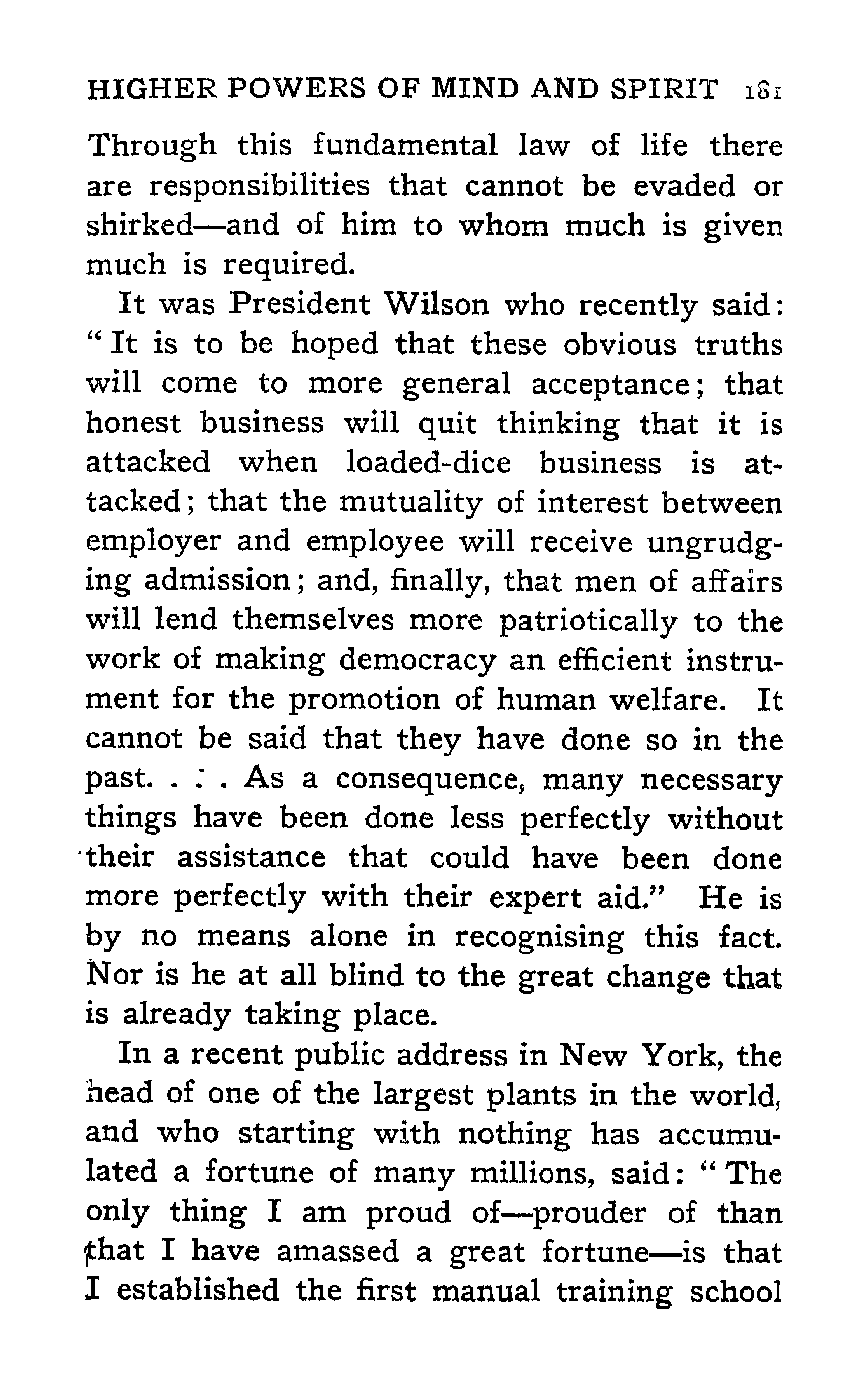 HIGHER POWERS OF MIND AND SPIRIT 181
Through this fundamental law of life there
are responsibilities that cannot be evaded or
shirked—and of him to whom much is given
much is required.
It was President Wilson who recently said:
“ It is to be hoped that these obvious truths
will come to more general acceptance; that
honest business will quit thinking that it is
attacked when loaded-dice business is at-
tacked; that the mutuality of interest between
employer and employee will receive ungrudg-
ing admission; and, finally, that men of affairs
will lend themselves more patriotically to the
work of making democracy an efficient instru-
ment for the promotion of human welfare. It
cannot be said that they have done so in the
past. . . . As a consequence, many necessary
things have been done less perfectly without
their assistance that could have been done
more perfectly with their expert aid.” He is
by no means alone in recognising this fact.
Nor is he at all blind to the great change that
is already taking place.
In a recent public address in New York, the
head of one of the largest plants in the world,
and who starting with nothing has accumu-
lated a fortune of many millions, said: “ The
only thing I am proud of—prouder of than
that I have amassed a great fortune—is that
I established the first manual training school